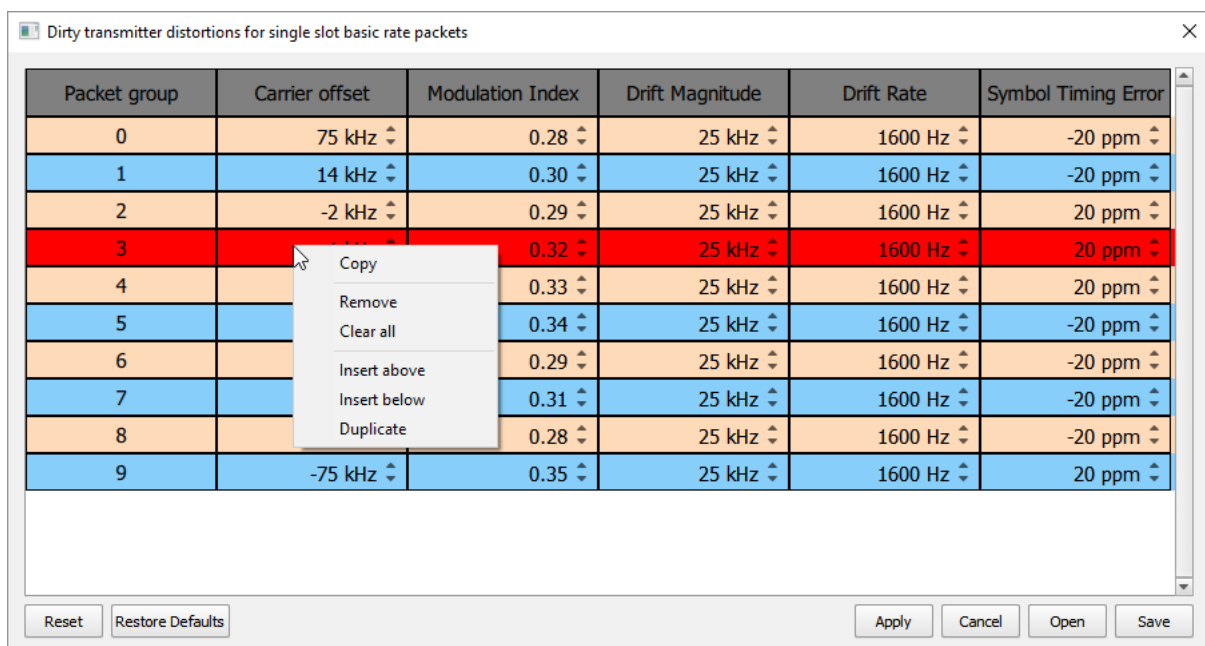 Dirty transmitter distortions for single slot basic rate packets
Packet group Carrier offset Modulation Index Drift Magnitude Drift Rate Symbol Timing Error
0 75 kHz 0.28 25 kHz 1600 Hz -20 ppm
1 14 kHz 0.30 25 kHz 1600 Hz -20 ppm
2 -2 kHz 0.29 25 kHz 1600 Hz 20 ppm
3 0.32 25 kHz 1600 Hz 20 ppm
Copy
4 0.33 25 kHz 1600 Hz 20 ppm
Remove
5 0.34 25 kHz 1600 Hz -20 ppm
Clear all
6 0.29 25 kHz 1600 Hz -20 ppm
Insert above
7 0.31 25 kHz 1600 Hz -20 ppm
Insert below
8 0.28 25 kHz 1600 Hz -20 ppm
Duplicate
9 -75 kHz 0.35 25 kHz 1600 Hz 20 ppm
Reset Restore Defaults Apply Cancel Open Save